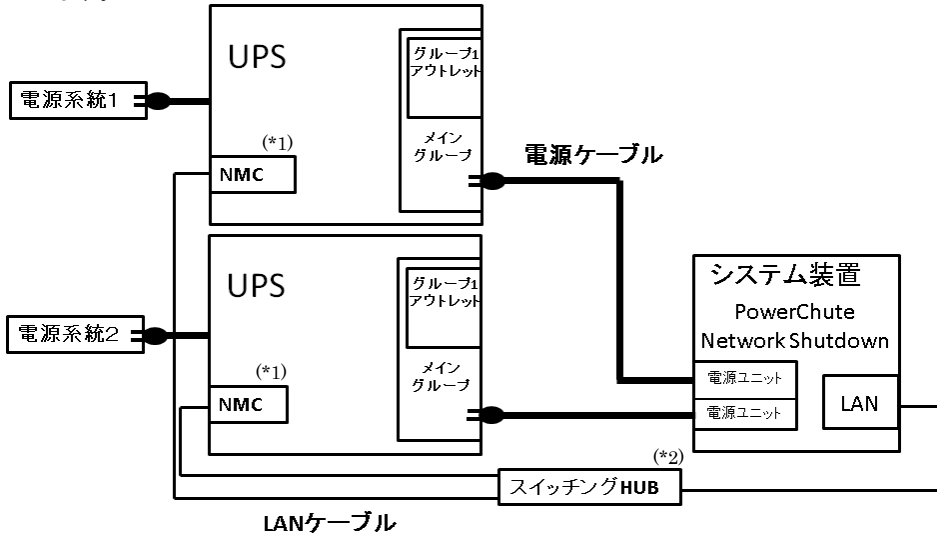 UPS
グループ1
アウトレット
電源系統1
(*1)
メイン
グループ
電源ケーブル
NMC
UPS
グループ1
アウトレット
システム装置
PowerChute
Network Shutdown
電源系統2
(*1)
メイン
グループ
電源ユニット
NMC
電源ユニット
LAN
(*2)
スイッチングHUB
LANケーブル